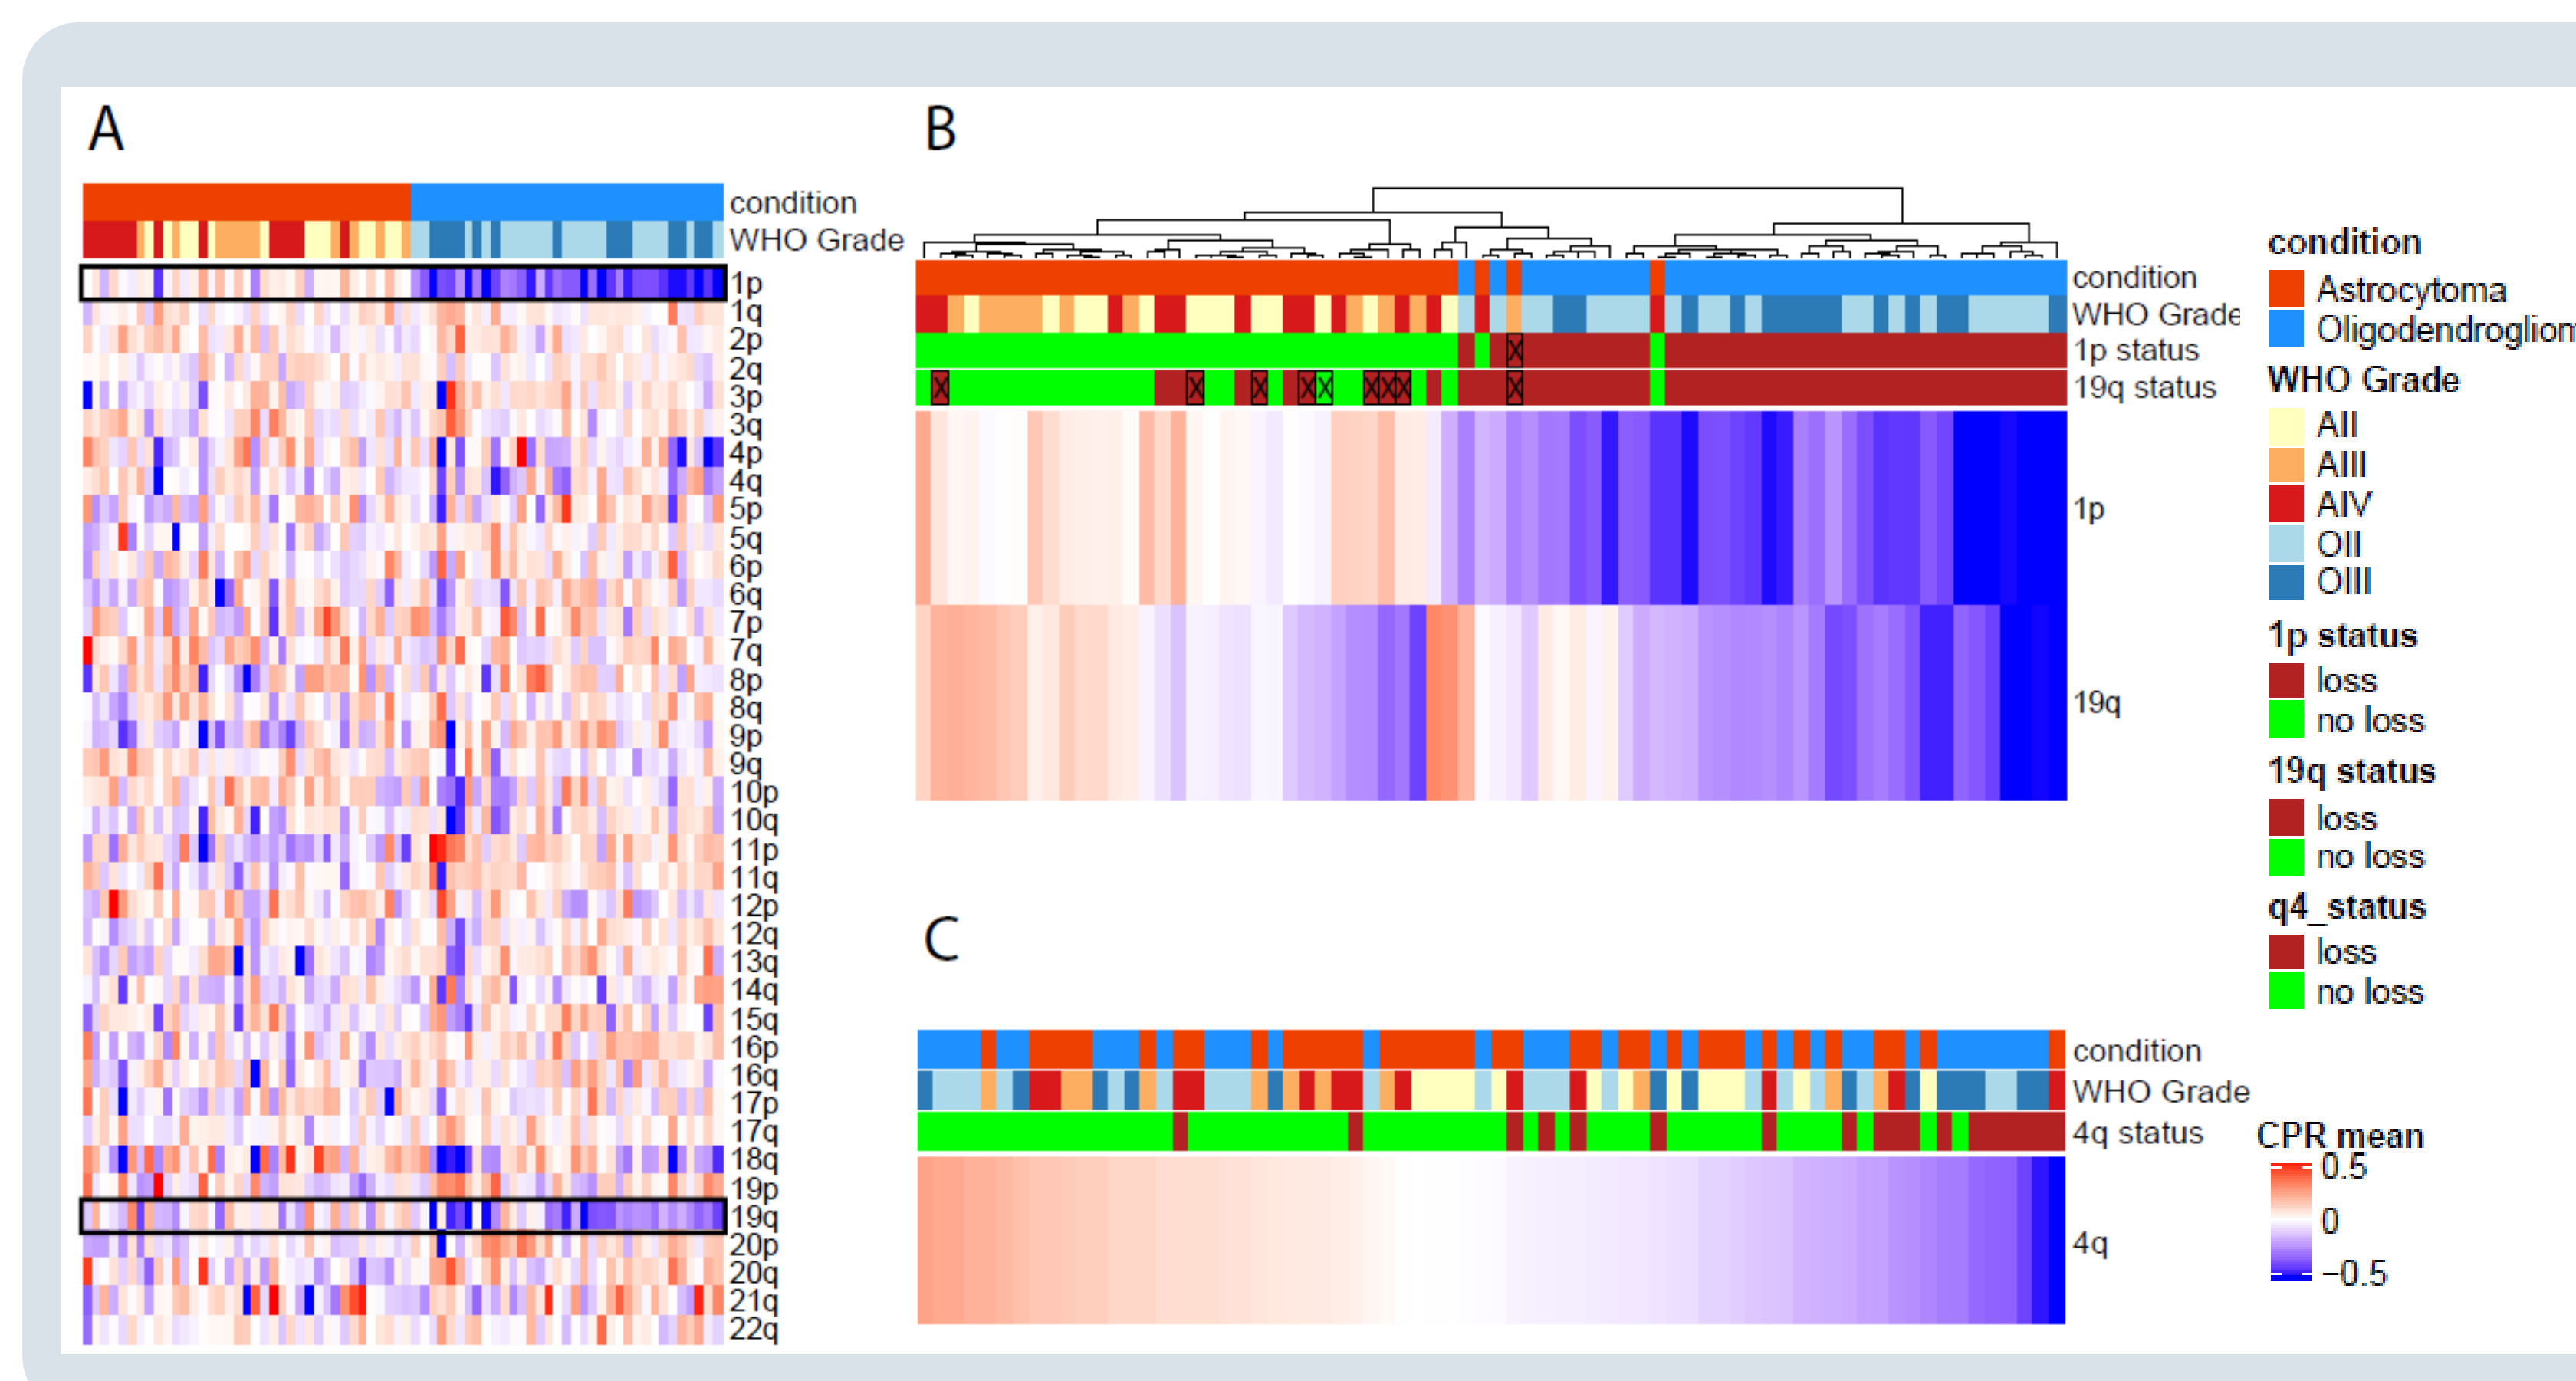 A
condition
WHO Grade
1p
1q
2p
2q
3p
3q
4p
4q
5p
5q
6p
6q
7p
7q
8p
8q
9p
9q
10p
10q
11p
11q
12p
12q
13q
14q
15q
16p
16q
17p
17q
18q
19p
19q
20p
20q
21q
22q
B
condition
WHO Grade
1p status
X
19q status
X X X X X X X X X
1p
19q
C
condition
WHO Grade
4q status
4q
condition
Astrocytoma
Oligodendrogliom
WHO Grade
AII
AIII
AIV
OII
OIII
1p status
loss
no loss
19q status
loss
no loss
q4_status
loss
no loss
CPR mean
0.5
0
−0.5